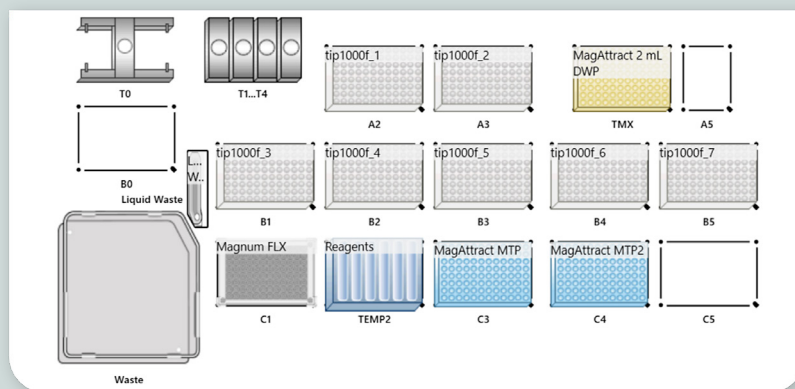 T0
T1...T4
tip1000f_1
A2
tip1000f_2
A3
MagAttract 2 mL
DWP
TMX
A5
B0
Liquid Waste
L...
W..
tip1000f_3
B1
tip1000f_4
B2
tip1000f_5
B3
tip1000f_6
B4
tip1000f_7
B5
Magnum FLX
C1
Reagents
TEMP2
MagAttract MTP
C3
MagAttract MTP2
C4
C5
Waste